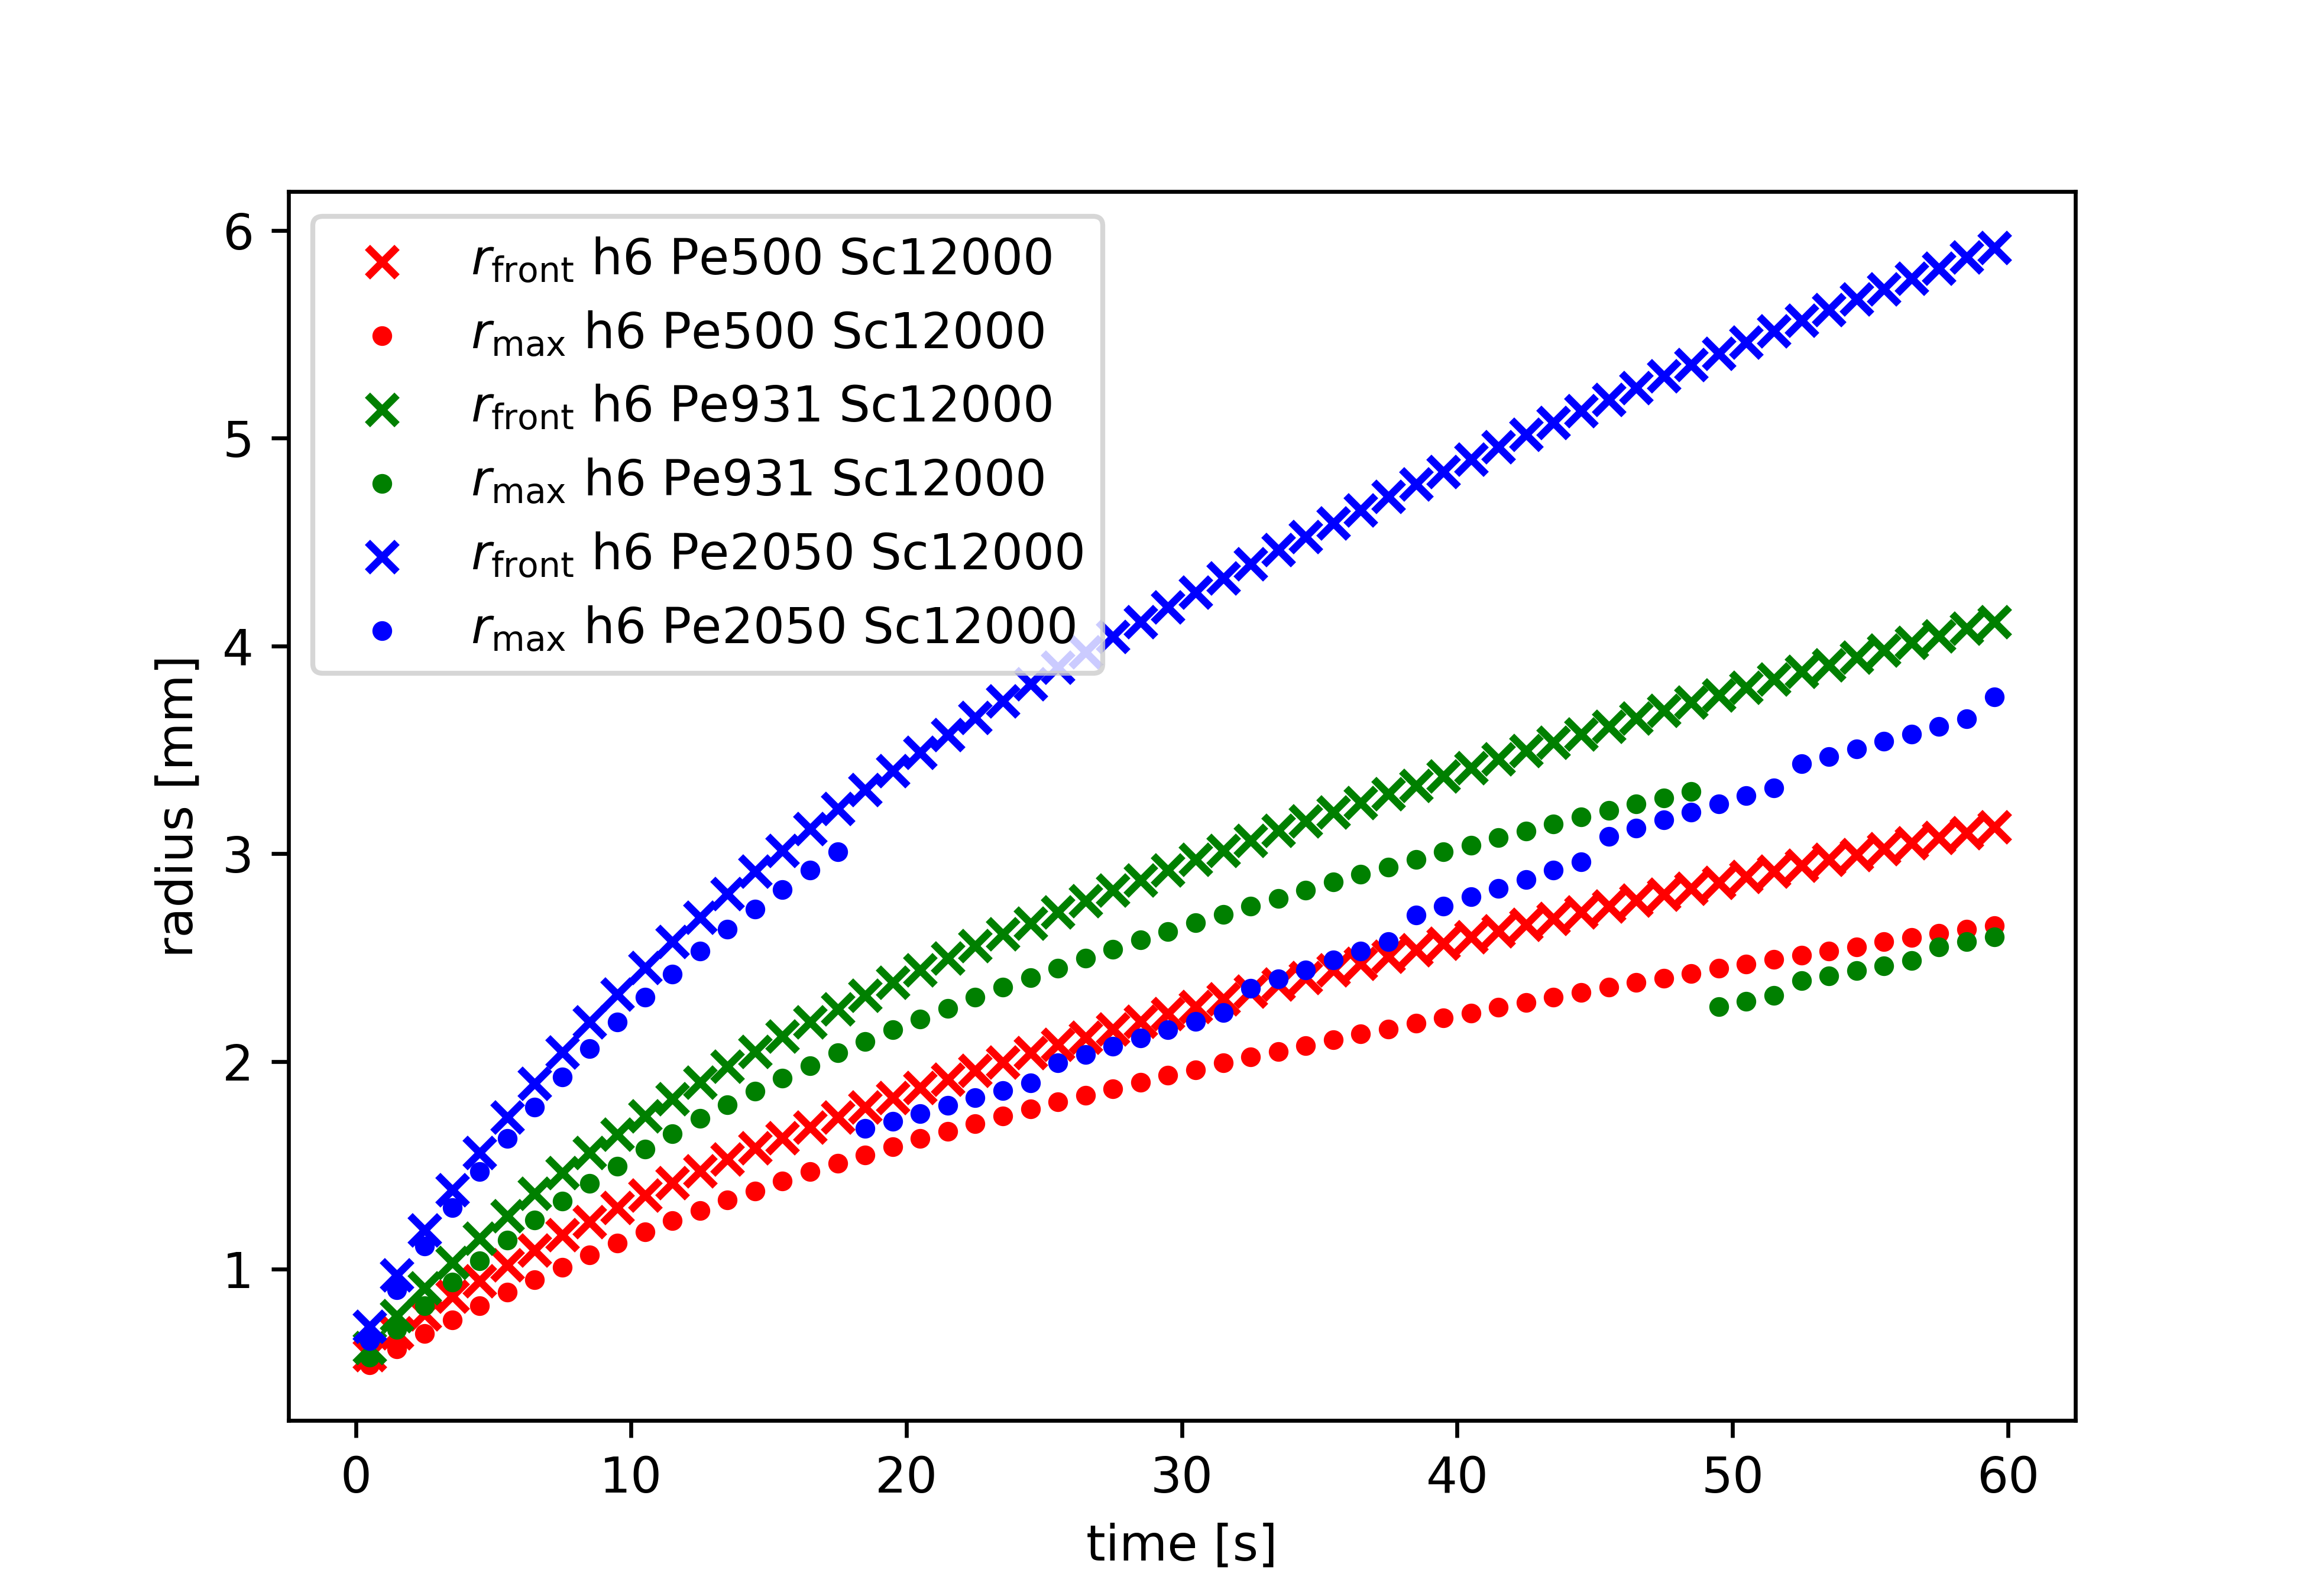 6
5
4
3
2
1
radius [mm]
r_front h6 Pe500 Sc12000
r_max h6 Pe500 Sc12000
r_front h6 Pe931 Sc12000
r_max h6 Pe931 Sc12000
r_front h6 Pe2050 Sc12000
r_max h6 Pe2050 Sc12000
0 10 20 30 40 50 60
time [s]